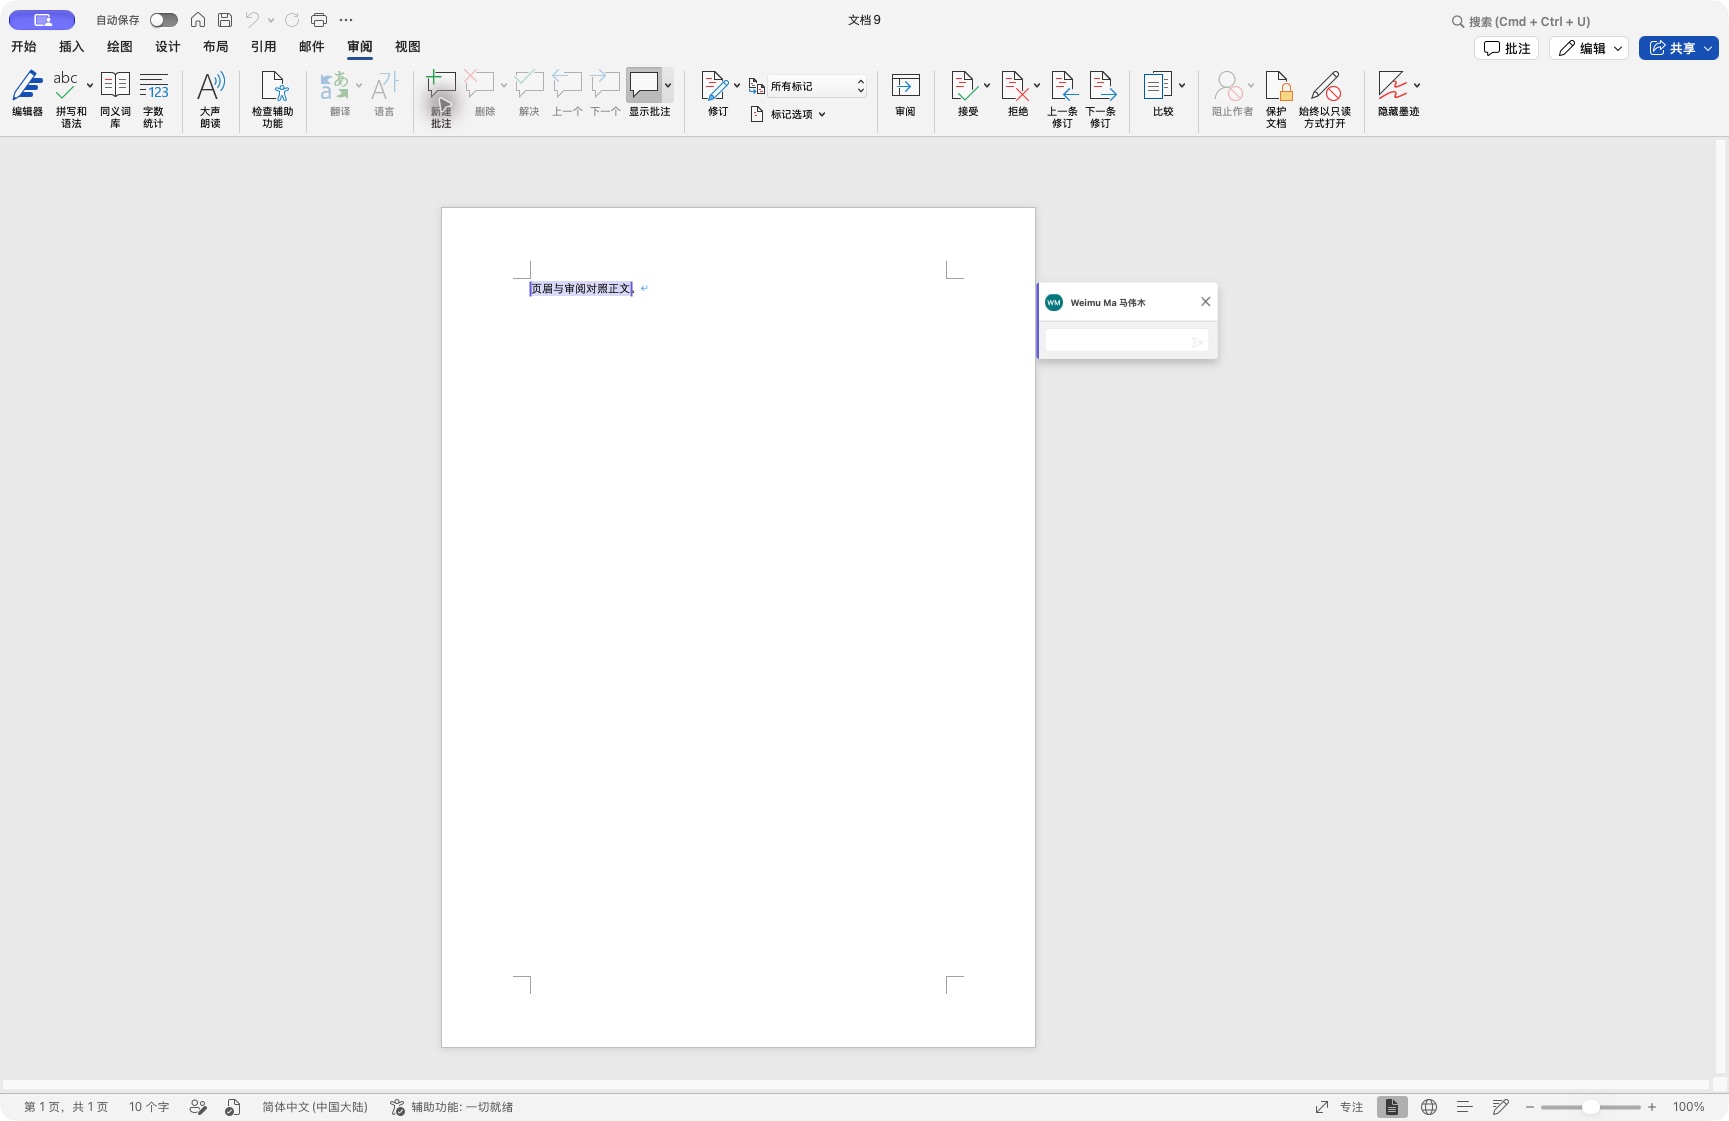 自动保存
文档 9
搜索 (Cmd + Ctrl + U)
开始 插入 绘图 设计 布局 引用 邮件 审阅 视图
批注 编辑 共享
abc
123
编辑器
拼写和
语法
同义词
库
字数
统计
大声
朗读
检查辅助
功能
翻译
语言
新建
批注
删除
解决
上一个
下一个
显示批注
修订
所有标记
标记选项
审阅
接受
拒绝
上一条
修订
下一条
修订
比较
阻止作者
保护
文档
始终以只读
方式打开
隐藏墨迹
页眉与审阅对照正文。
WM Weimu Ma 马伟木
第 1 页，共 1 页 10 个字 简体中文 (中国大陆) 辅助功能: 一切就绪 专注 100%